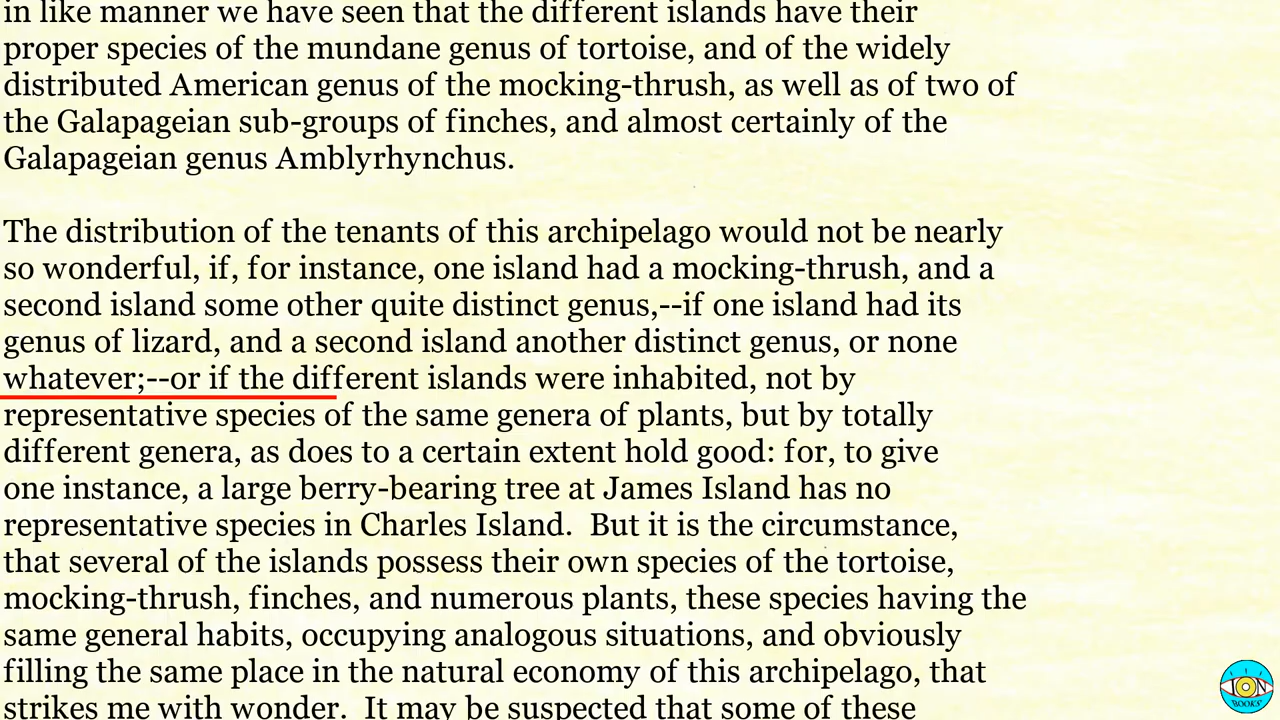 in like manner we have seen that the different islands have their
proper species of the mundane genus of tortoise, and of the widely
distributed American genus of the mocking-thrush, as well as of two of
the Galapageian sub-groups of finches, and almost certainly of the
Galapageian genus Amblyrhynchus.
The distribution of the tenants of this archipelago would not be nearly
so wonderful, if, for instance, one island had a mocking-thrush, and a
second island some other quite distinct genus,--if one island had its
genus of lizard, and a second island another distinct genus, or none
whatever;--or if the different islands were inhabited, not by
representative species of the same genera of plants, but by totally
different genera, as does to a certain extent hold good: for, to give
one instance, a large berry-bearing tree at James Island has no
representative species in Charles Island.  But it is the circumstance,
that several of the islands possess their own species of the tortoise,
mocking-thrush, finches, and numerous plants, these species having the
same general habits, occupying analogous situations, and obviously
filling the same place in the natural economy of this archipelago, that
strikes me with wonder.  It may be suspected that some of these
ION
BOOKS